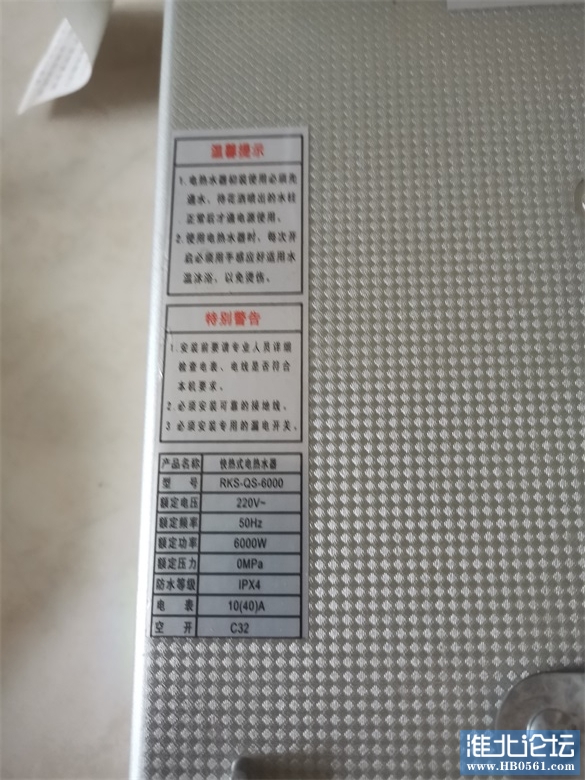 温馨提示
1.电热水器初装使用必须先
通水、待花洒喷出的水柱
正常后才通电源使用。
2.使用电热水器时、每次开
启必须用手感应好适用水
温沐浴、以免烫伤。
特别警告
1.安装前要请专业人员详细
检查电表、电线是否符合
本机要求。
2.必须安装可靠的接地线。
3 必须安装专用的漏电开关。
产品名称 快热式电热水器
型 号 RKS-QS-6000
额定电压 220V~
额定频率 50Hz
额定功率 6000W
额定压力 0MPa
防水等级 IPX4
电 表 10(40)A
空 开 C32
淮北论坛
www.HB0561.com